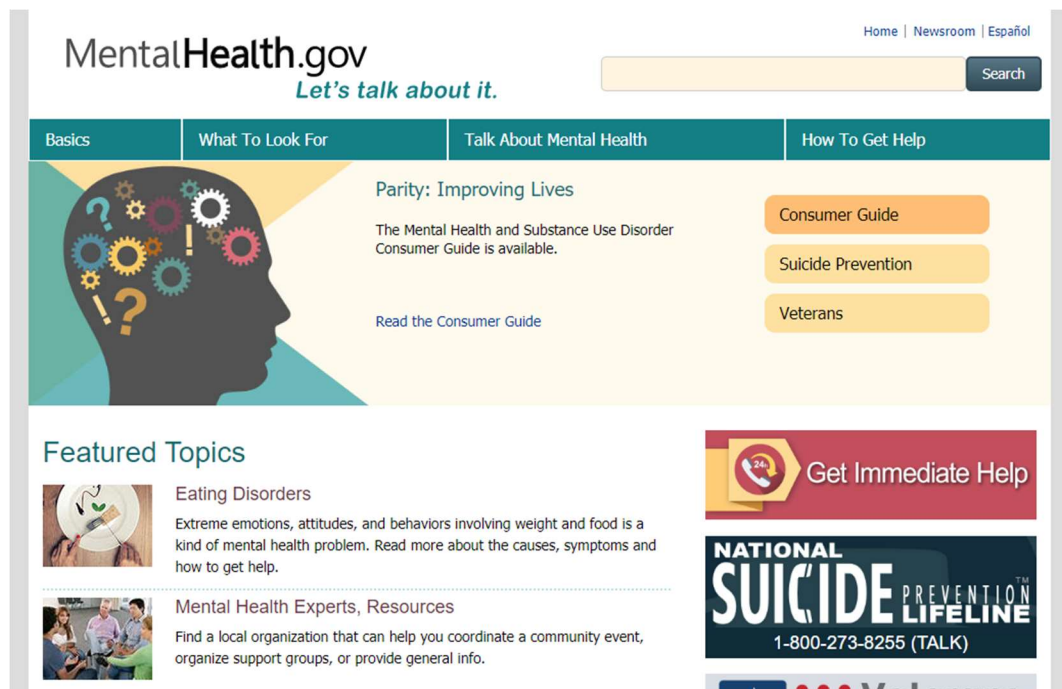 Home | Newsroom | Español
MentalHealth.gov
Let's talk about it.
Search
Basics
What To Look For
Talk About Mental Health
How To Get Help
? ! ! ?
Parity: Improving Lives
The Mental Health and Substance Use Disorder
Consumer Guide is available.
Read the Consumer Guide
Consumer Guide
Suicide Prevention
Veterans
Featured Topics
Eating Disorders
Extreme emotions, attitudes, and behaviors involving weight and food is a
kind of mental health problem. Read more about the causes, symptoms and
how to get help.
Mental Health Experts, Resources
Find a local organization that can help you coordinate a community event,
organize support groups, or provide general info.
24h
Get Immediate Help
NATIONAL
SUICIDE PREVENTION LIFELINE™
1-800-273-8255 (TALK)